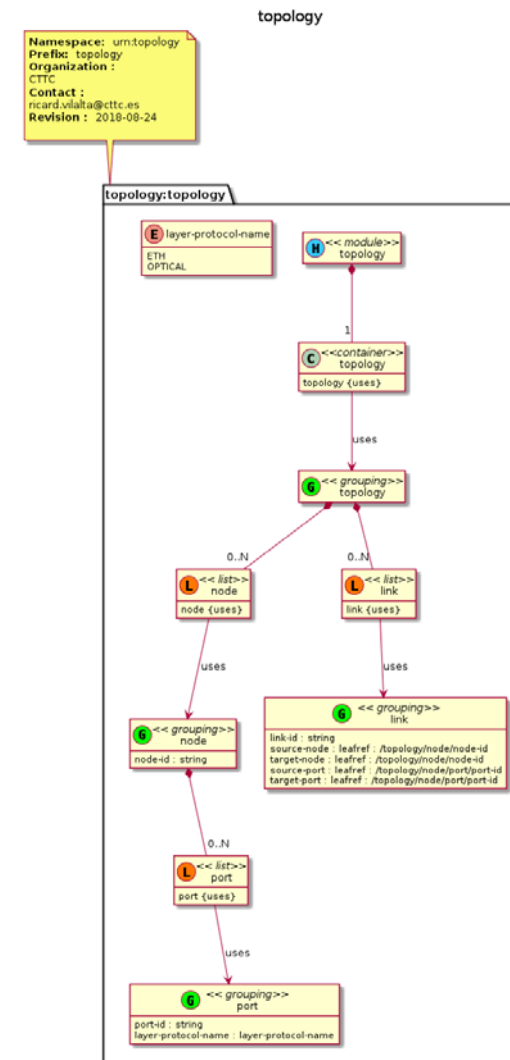 topology
Namespace: urn:topology
Prefix: topology
Organization :
CTTC
Contact :
ricard.vilalta@cttc.es
Revision : 2018-08-24
topology:topology
E layer-protocol-name
ETH
OPTICAL
M << module>>
topology
1
C <<container>>
topology
topology {uses}
uses
G << grouping>>
topology
0..N
0..N
L << list>>
node
node {uses}
L << list>>
link
link {uses}
uses
uses
G << grouping>>
node
node-id : string
G << grouping>>
link
link-id : string
source-node : leafref : /topology/node/node-id
target-node : leafref : /topology/node/node-id
source-port : leafref : /topology/node/port/port-id
target-port : leafref : /topology/node/port/port-id
0..N
L << list>>
port
port {uses}
uses
G << grouping>>
port
port-id : string
layer-protocol-name : layer-protocol-name